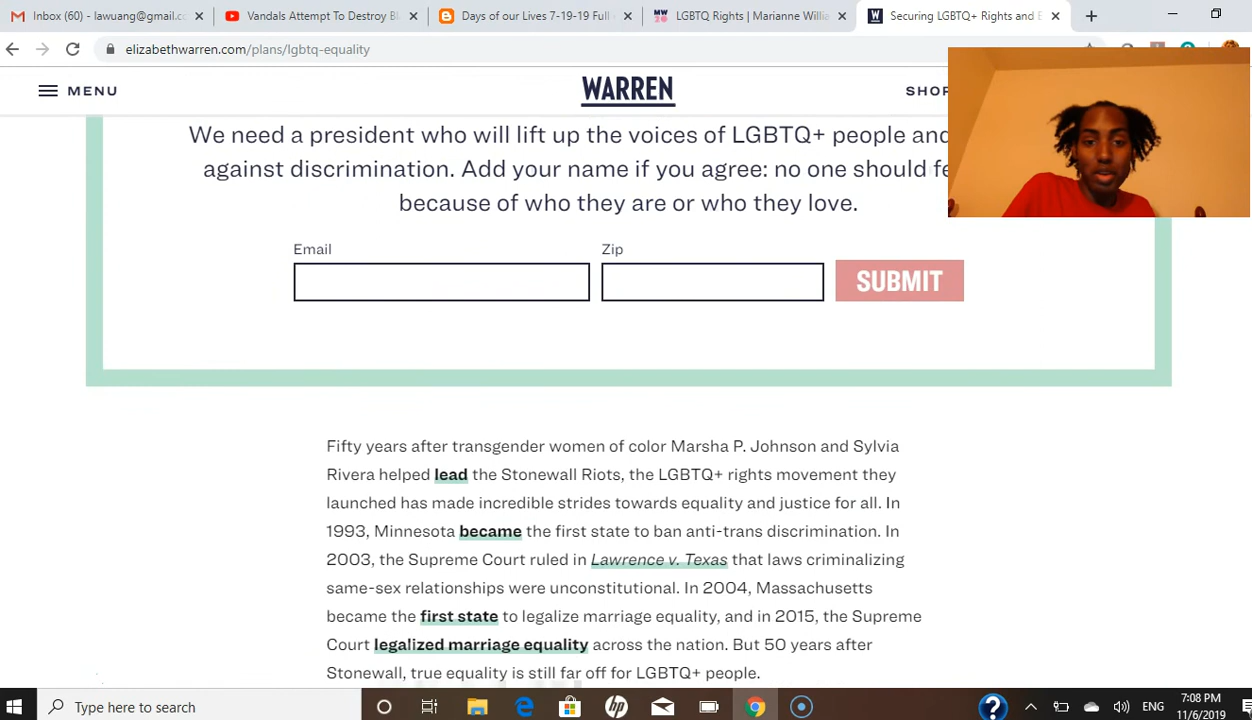 Inbox (60) - lawuang@gmail.c
Vandals Attempt To Destroy Bl
Days of our Lives 7-19-19 Full
LGBTQ Rights | Marianne Willia
Securing LGBTQ+ Rights and E
elizabethwarren.com/plans/lgbtq-equality
MENU
WARREN
SHOP
We need a president who will lift up the voices of LGBTQ+ people and
against discrimination. Add your name if you agree: no one should fe
because of who they are or who they love.
Email
Zip
SUBMIT
Fifty years after transgender women of color Marsha P. Johnson and Sylvia
Rivera helped lead the Stonewall Riots, the LGBTQ+ rights movement they
launched has made incredible strides towards equality and justice for all. In
1993, Minnesota became the first state to ban anti-trans discrimination. In
2003, the Supreme Court ruled in Lawrence v. Texas that laws criminalizing
same-sex relationships were unconstitutional. In 2004, Massachusetts
became the first state to legalize marriage equality, and in 2015, the Supreme
Court legalized marriage equality across the nation. But 50 years after
Stonewall, true equality is still far off for LGBTQ+ people.
Type here to search
hp
ENG
7:08 PM
11/6/2019